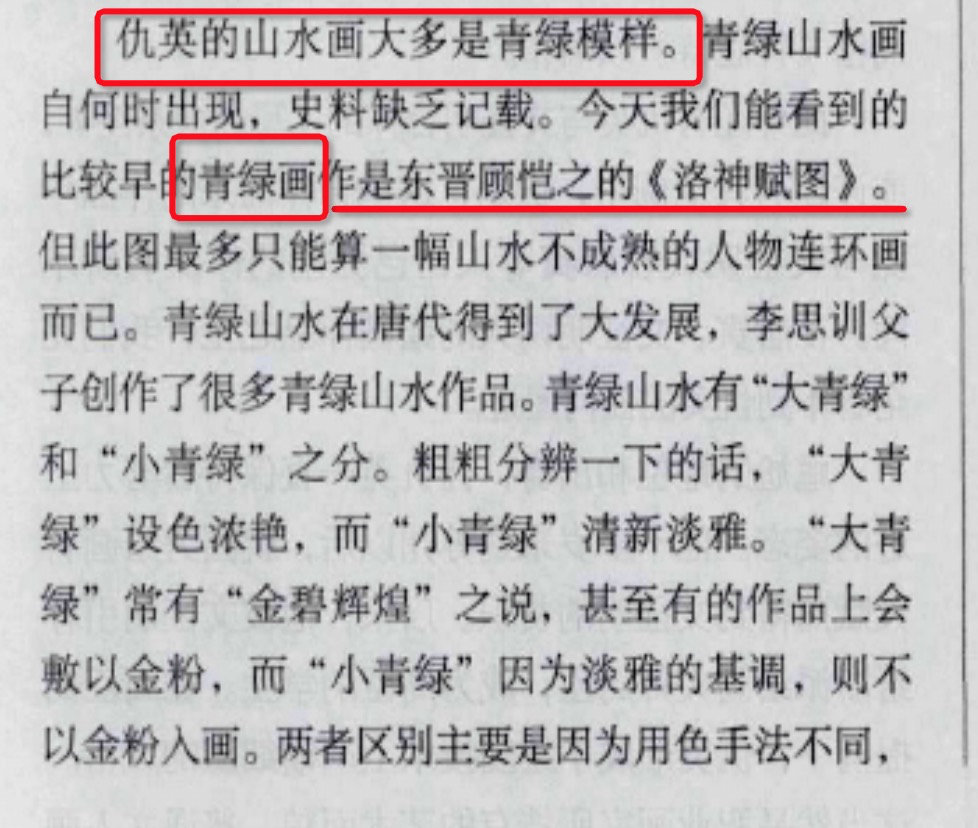 仇英的山水画大多是青绿模样。青绿山水画
自何时出现，史料缺乏记载。今天我们能看到的
比较早的青绿画作是东晋顾恺之的《洛神赋图》。
但此图最多只能算一幅山水不成熟的人物连环画
而已。青绿山水在唐代得到了大发展，李思训父
子创作了很多青绿山水作品。青绿山水有“大青绿”
和“小青绿”之分。粗粗分辨一下的话，“大青
绿”设色浓艳，而“小青绿”清新淡雅。“大青
绿”常有“金碧辉煌”之说，甚至有的作品上会
敷以金粉，而“小青绿”因为淡雅的基调，则不
以金粉入画。两者区别主要是因为用色手法不同，